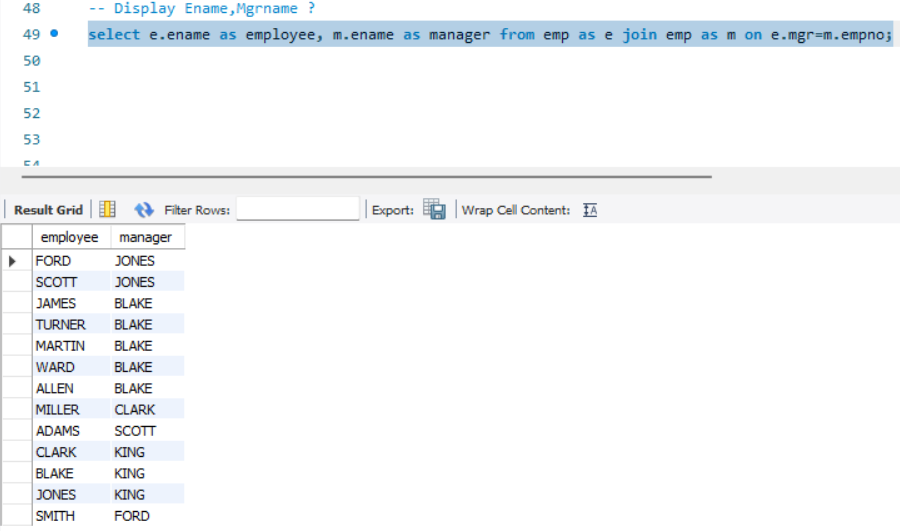 48 -- Display Ename,Mgrname ?
49 select e.ename as employee, m.ename as manager from emp as e join emp as m on e.mgr=m.empno;
50
51
52
53
54
Result Grid Filter Rows: Export: Wrap Cell Content: IA
employee manager
FORD JONES
SCOTT JONES
JAMES BLAKE
TURNER BLAKE
MARTIN BLAKE
WARD BLAKE
ALLEN BLAKE
MILLER CLARK
ADAMS SCOTT
CLARK KING
BLAKE KING
JONES KING
SMITH FORD